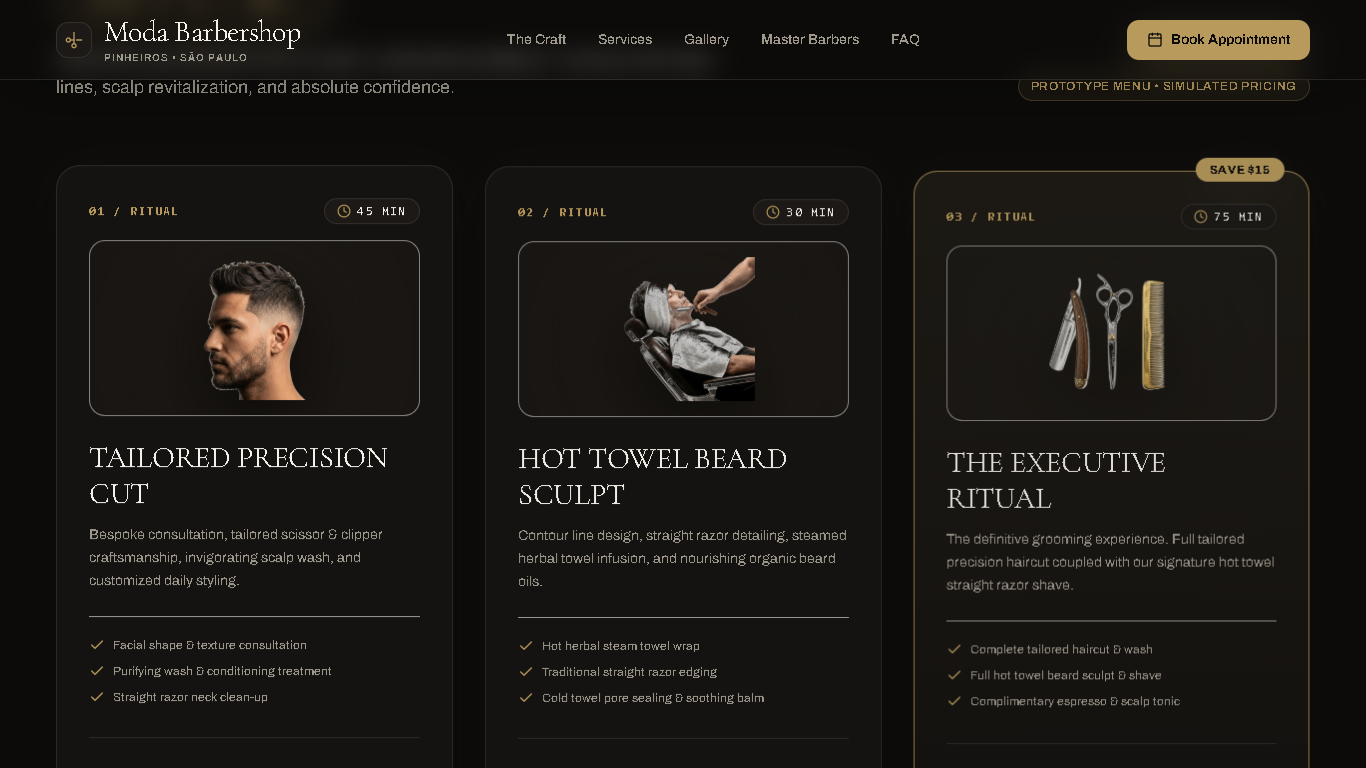 Moda Barbershop
PINHEIROS • SÃO PAULO
The Craft
Services
Gallery
Master Barbers
FAQ
Book Appointment
lines, scalp revitalization, and absolute confidence.
PROTOTYPE MENU • SIMULATED PRICING
01 / RITUAL
45 MIN
TAILORED PRECISION
CUT
Bespoke consultation, tailored scissor & clipper
craftsmanship, invigorating scalp wash, and
customized daily styling.
Facial shape & texture consultation
Purifying wash & conditioning treatment
Straight razor neck clean-up
02 / RITUAL
30 MIN
HOT TOWEL BEARD
SCULPT
Contour line design, straight razor detailing, steamed
herbal towel infusion, and nourishing organic beard
oils.
Hot herbal steam towel wrap
Traditional straight razor edging
Cold towel pore sealing & soothing balm
SAVE $15
03 / RITUAL
75 MIN
THE EXECUTIVE
RITUAL
The definitive grooming experience. Full tailored
precision haircut coupled with our signature hot towel
straight razor shave.
Complete tailored haircut & wash
Full hot towel beard sculpt & shave
Complimentary espresso & scalp tonic